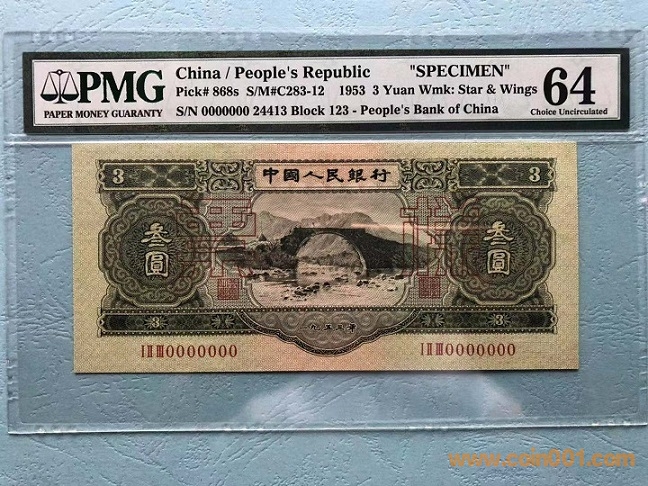 PMG
PAPER MONEY GUARANTY
China / People's Republic "SPECIMEN"
Pick# 868s S/M#C283-12 1953 3 Yuan Wmk: Star & Wings
S/N 0000000 24413 Block 123 - People's Bank of China
64
Choice Uncirculated
3 中國人民銀行 3
票 樣
叁圓 叁圓
3 3
I II III 0000000 I II III 0000000
www.coin001.com